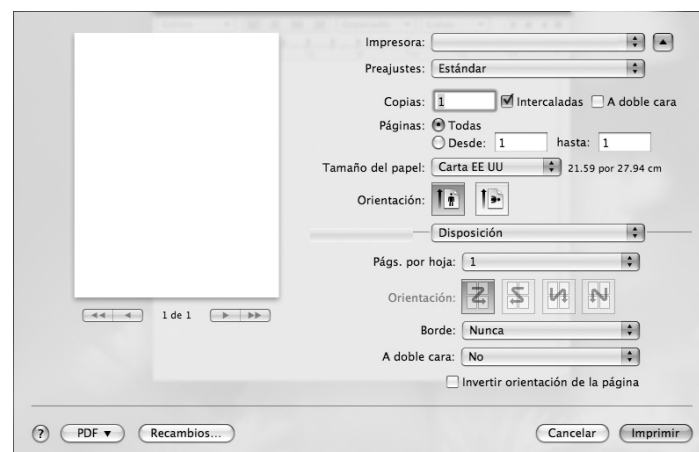 Impresora:
Preajustes: Estándar
Copias: 1 Intercaladas A doble cara
Páginas: Todas
Desde: 1 hasta: 1
Tamaño del papel: Carta EE UU 21.59 por 27.94 cm
Orientación:
Disposición
Págs. por hoja: 1
Orientación:
1 de 1
Borde: Nunca
A doble cara: No
Invertir orientación de la página
? PDF Recambios... Cancelar Imprimir